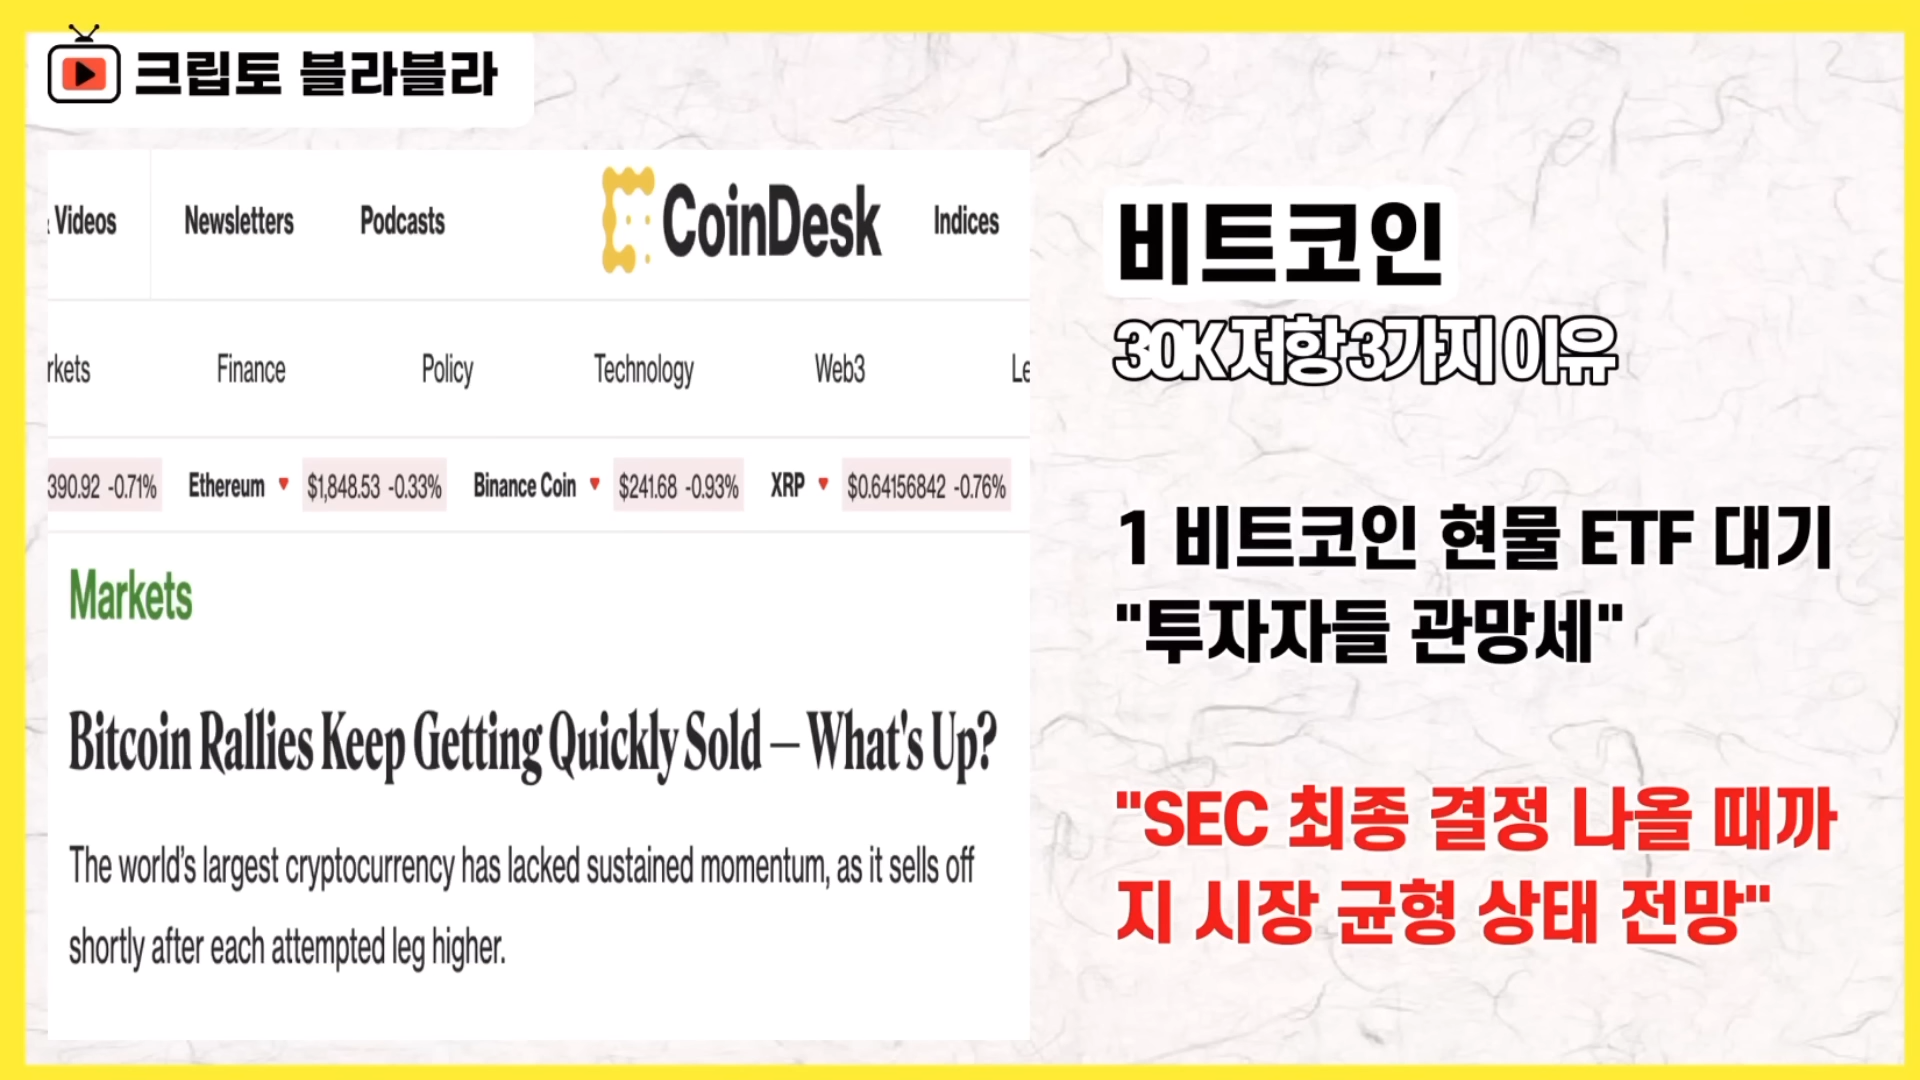 크립토 블라블라
Videos Newsletters Podcasts CoinDesk Indices
rkets Finance Policy Technology Web3 Le
390.92 -0.71% Ethereum $1,848.53 -0.33% Binance Coin $241.68 -0.93% XRP $0.64156842 -0.76%
Markets
Bitcoin Rallies Keep Getting Quickly Sold – What's Up?
The world’s largest cryptocurrency has lacked sustained momentum, as it sells off
shortly after each attempted leg higher.
비트코인
30K 저항 3가지 이유
1 비트코인 현물 ETF 대기
"투자자들 관망세"
"SEC 최종 결정 나올 때까
지 시장 균형 상태 전망"